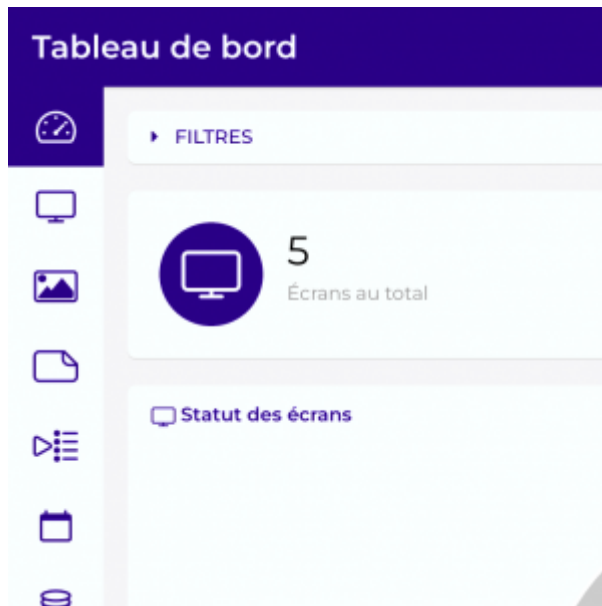 Tableau de bord
FILTRES
5
Écrans au total
Statut des écrans